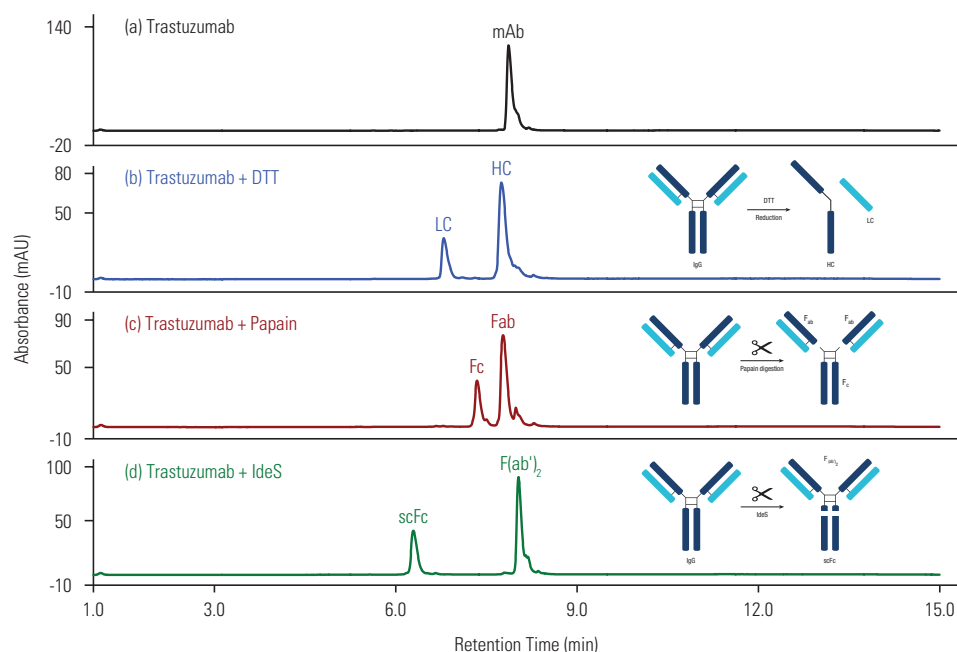 Absorbance (mAU)
140
-20
(a) Trastuzumab
mAb
80
50
-10
(b) Trastuzumab + DTT
LC
HC
IgG
DTT
Reduction
HC
LC
90
50
-10
(c) Trastuzumab + Papain
Fc
Fab
Papain digestion
Fab
Fab
Fc
100
50
-10
(d) Trastuzumab + IdeS
scFc
F(ab')2
IgG
IdeS
F(ab')2
scFc
1.0 3.0 6.0 9.0 12.0 15.0
Retention Time (min)